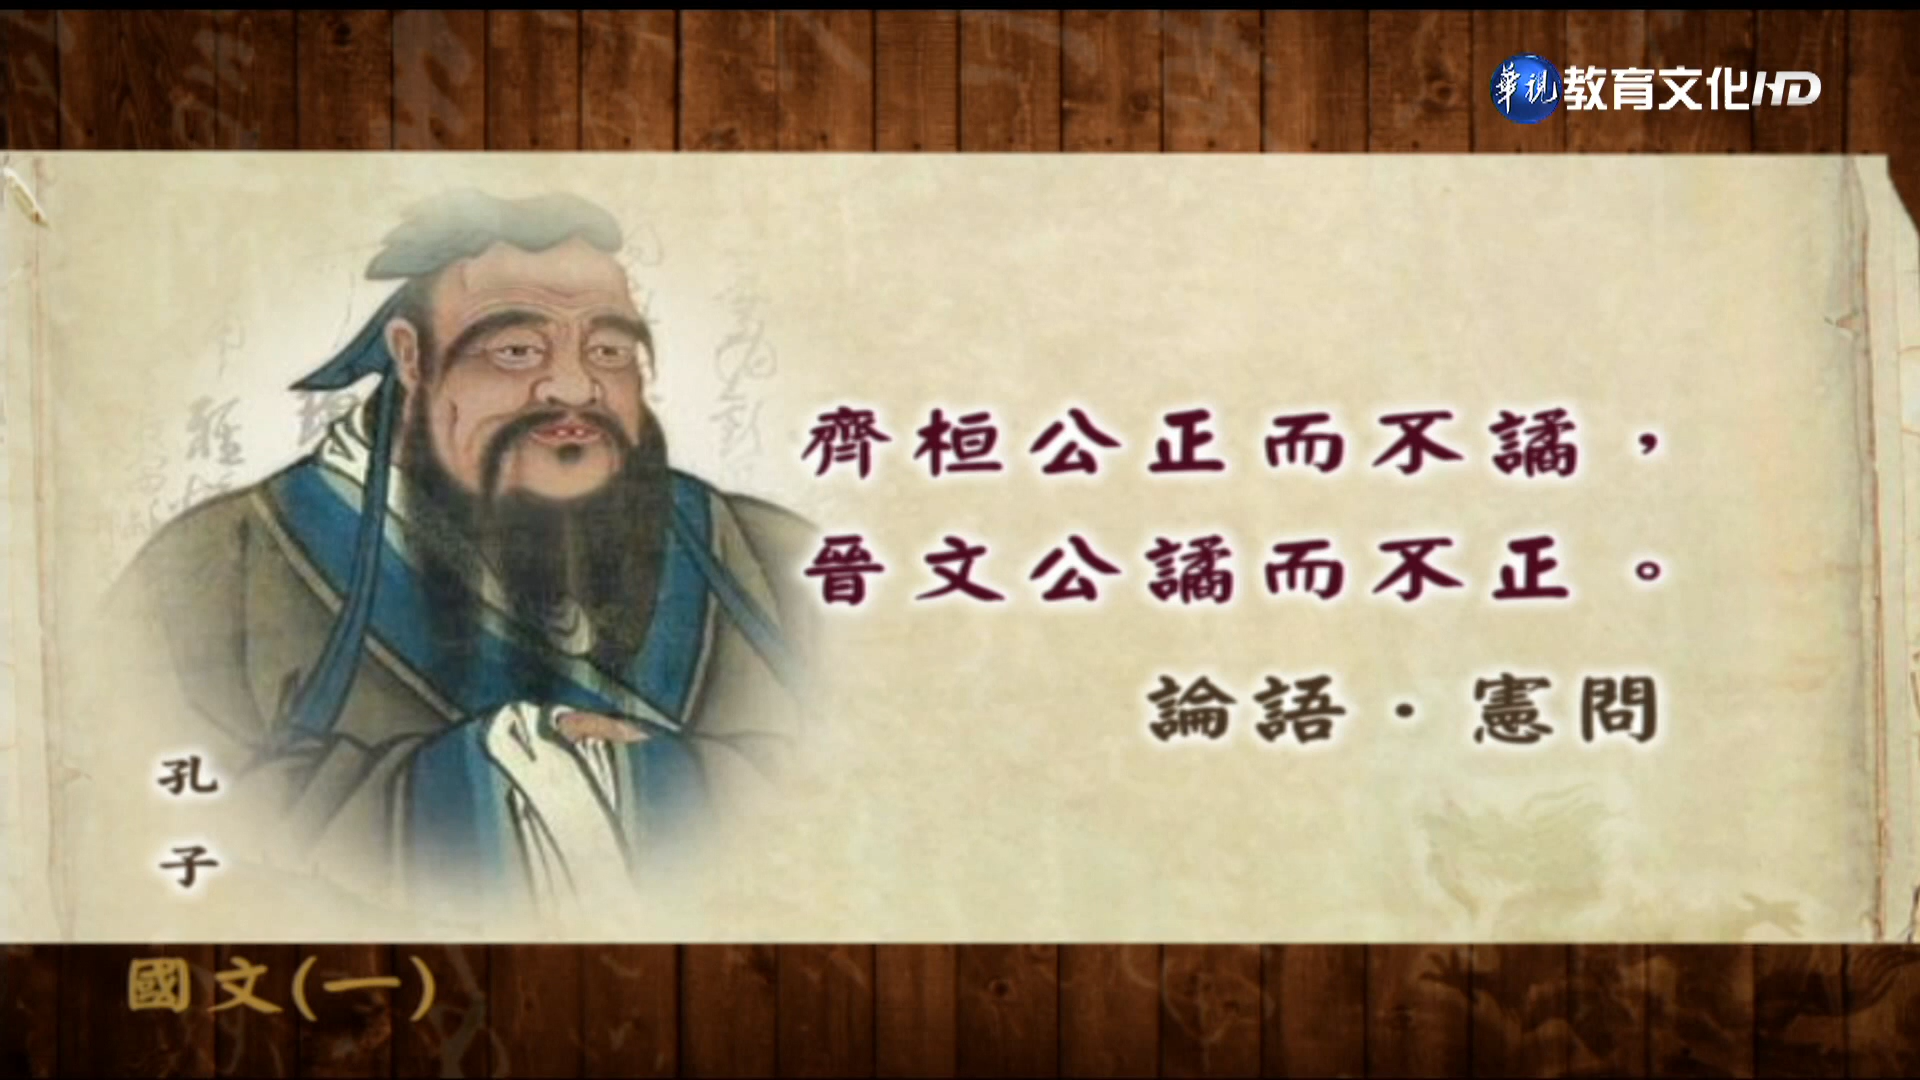 華視 教育文化HD
齊桓公正而不譎，
晉文公譎而不正。
論語．憲問
孔子
國文(一)